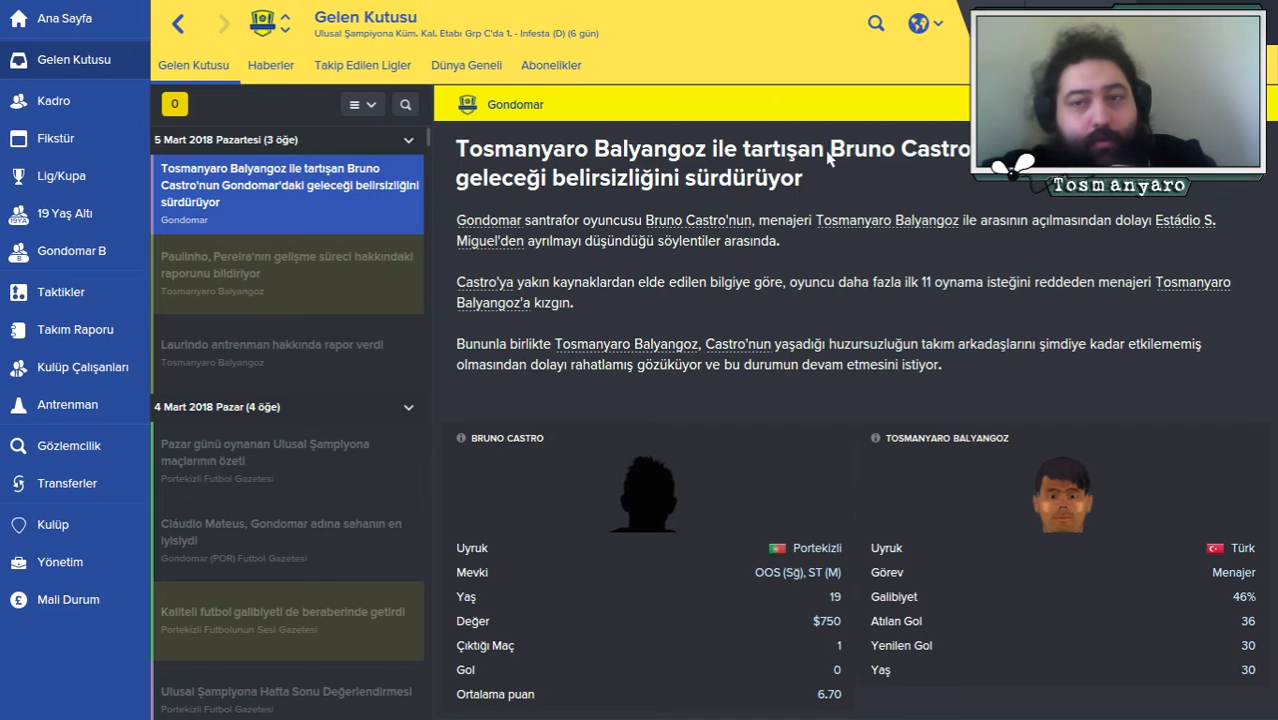 Ana Sayfa
Gelen Kutusu
Kadro
Fikstür
Lig/Kupa
19 Yaş Altı
Gondomar B
Taktikler
Takım Raporu
Kulüp Çalışanları
Antrenman
Gözlemcilik
Transferler
Kulüp
Yönetim
Mali Durum
Gelen Kutusu
Ulusal Şampiyona Küm. Kal. Etabı Grp C'da 1. - Infesta (D) (6 gün)
Gelen Kutusu Haberler Takip Edilen Ligler Dünya Geneli Abonelikler
0
5 Mart 2018 Pazartesi (3 öğe)
Tosmanyaro Balyangoz ile tartışan Bruno
Castro'nun Gondomar'daki geleceği belirsizliğini
sürdürüyor
Gondomar
Paulinho, Pereira'nın gelişme süreci hakkındaki
raporunu bildiriyor
Tosmanyaro Balyangoz
Laurindo antrenman hakkında rapor verdi
Tosmanyaro Balyangoz
4 Mart 2018 Pazar (4 öğe)
Pazar günü oynanan Ulusal Şampiyona
maçlarının özeti
Portekizli Futbol Gazetesi
Cláudio Mateus, Gondomar adına sahanın en
iyisiydi
Gondomar (POR) Futbol Gazetesi
Kaliteli futbol galibiyeti de beraberinde getirdi
Portekizli Futbolunun Sesi Gazetesi
Ulusal Şampiyona Hafta Sonu Değerlendirmesi
Portekizli Futbol Gazetesi
Gondomar
Tosmanyaro Balyangoz ile tartışan Bruno Castro
geleceği belirsizliğini sürdürüyor
Gondomar santrafor oyuncusu Bruno Castro'nun, menajeri Tosmanyaro Balyangoz ile arasının açılmasından dolayı Estádio S.
Miguel'den ayrılmayı düşündüğü söylentiler arasında.
Castro'ya yakın kaynaklardan elde edilen bilgiye göre, oyuncu daha fazla ilk 11 oynama isteğini reddeden menajeri Tosmanyaro
Balyangoz'a kızgın.
Bununla birlikte Tosmanyaro Balyangoz, Castro'nun yaşadığı huzursuzluğun takım arkadaşlarını şimdiye kadar etkilememiş
olmasından dolayı rahatlamış gözüküyor ve bu durumun devam etmesini istiyor.
BRUNO CASTRO
Uyruk Portekizli
Mevki OOS (Sğ), ST (M)
Yaş 19
Değer $750
Çıktığı Maç 1
Gol 0
Ortalama puan 6.70
TOSMANYARO BALYANGOZ
Uyruk Türk
Görev Menajer
Galibiyet 46%
Atılan Gol 36
Yenilen Gol 30
Yaş 30
Tosmanyaro